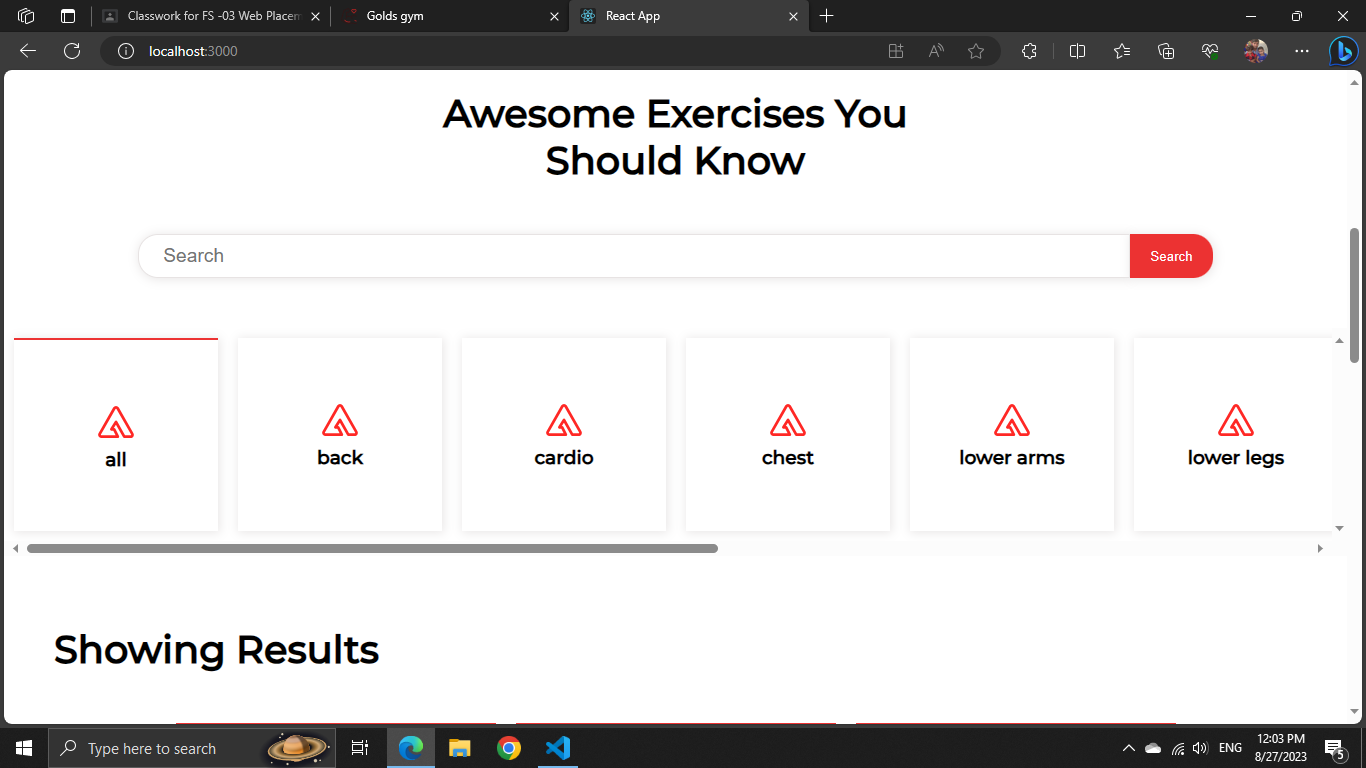 Classwork for FS -03 Web Placem
Golds gym
React App
localhost:3000
Awesome Exercises You
Should Know
Search
Search
all
back
cardio
chest
lower arms
lower legs
Showing Results
Type here to search
ENG
12:03 PM
8/27/2023
5